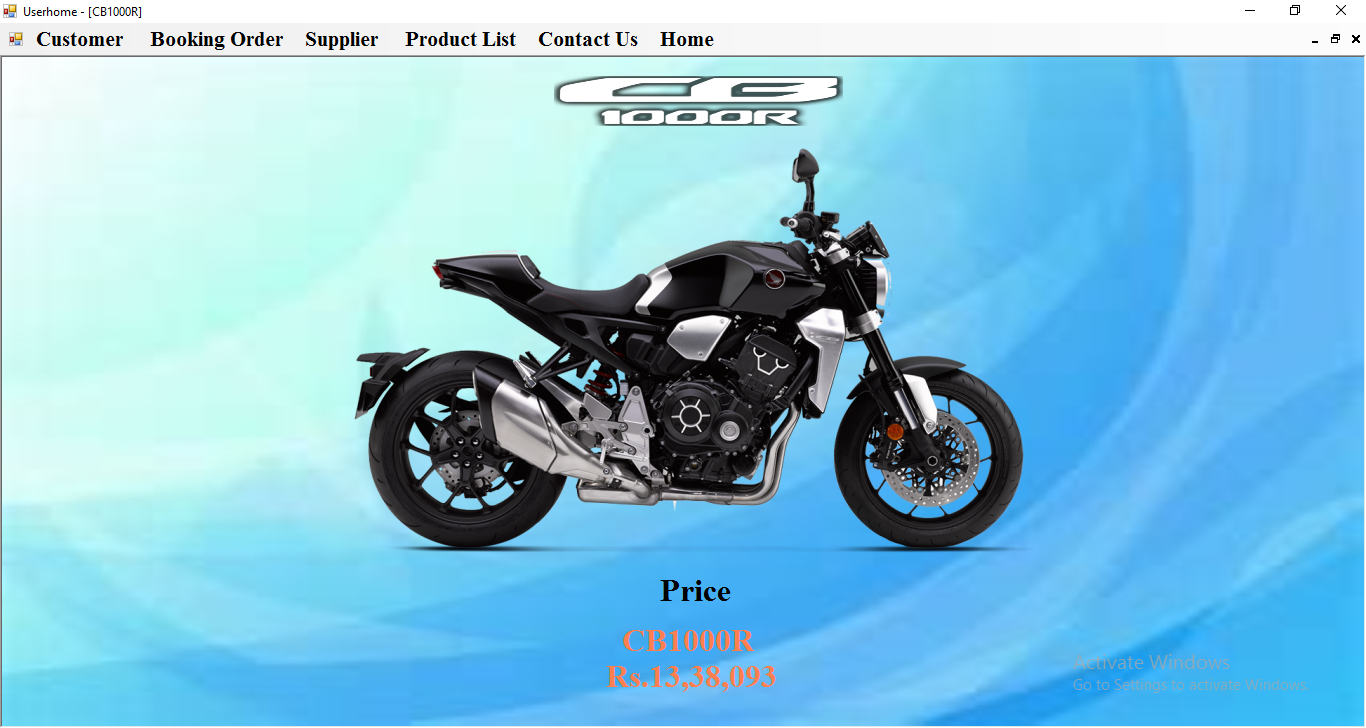 Userhome - [CB1000R]
Customer Booking Order Supplier Product List Contact Us Home
CB
1000R
Price
CB1000R
Rs.13,38,093
Activate Windows
Go to Settings to activate Windows.